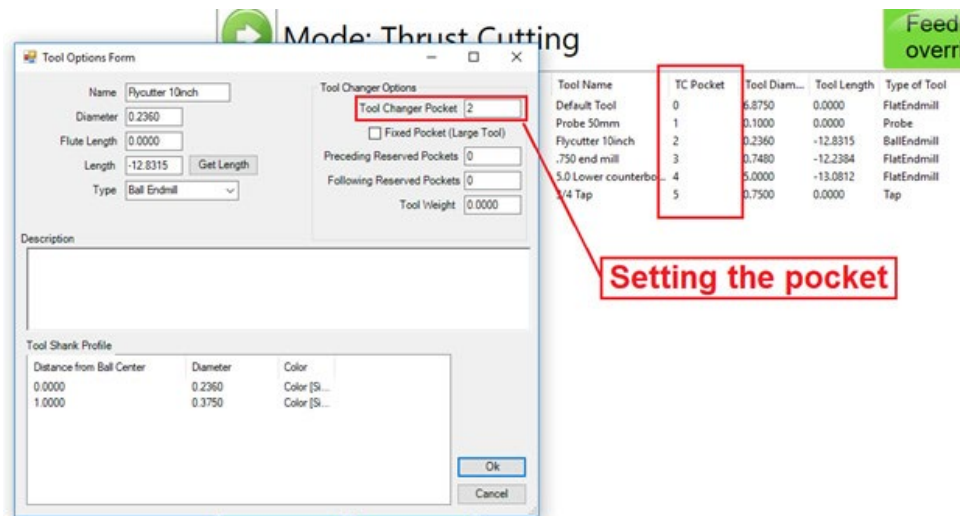 Mode: Thrust Cutting
Feed
overr
Tool Options Form
Name Flycutter 10inch
Diameter 0.2360
Flute Length 0.0000
Length -12.8315 Get Length
Type Ball Endmill
Tool Changer Options
Tool Changer Pocket 2
Fixed Pocket (Large Tool)
Preceding Reserved Pockets 0
Following Reserved Pockets 0
Tool Weight 0.0000
Description
Tool Shank Profile
Distance from Ball Center Diameter Color
0.0000 0.2360 Color [Si...
1.0000 0.3750 Color [Si...
Ok
Cancel
Tool Name TC Pocket Tool Diam... Tool Length Type of Tool
Default Tool 0 6.8750 0.0000 FlatEndmill
Probe 50mm 1 0.1000 0.0000 Probe
Flycutter 10inch 2 0.2360 -12.8315 BallEndmill
.750 end mill 3 0.7480 -12.2384 FlatEndmill
5.0 Lower counterbo... 4 5.0000 -13.0812 FlatEndmill
3/4 Tap 5 0.7500 0.0000 Tap
Setting the pocket